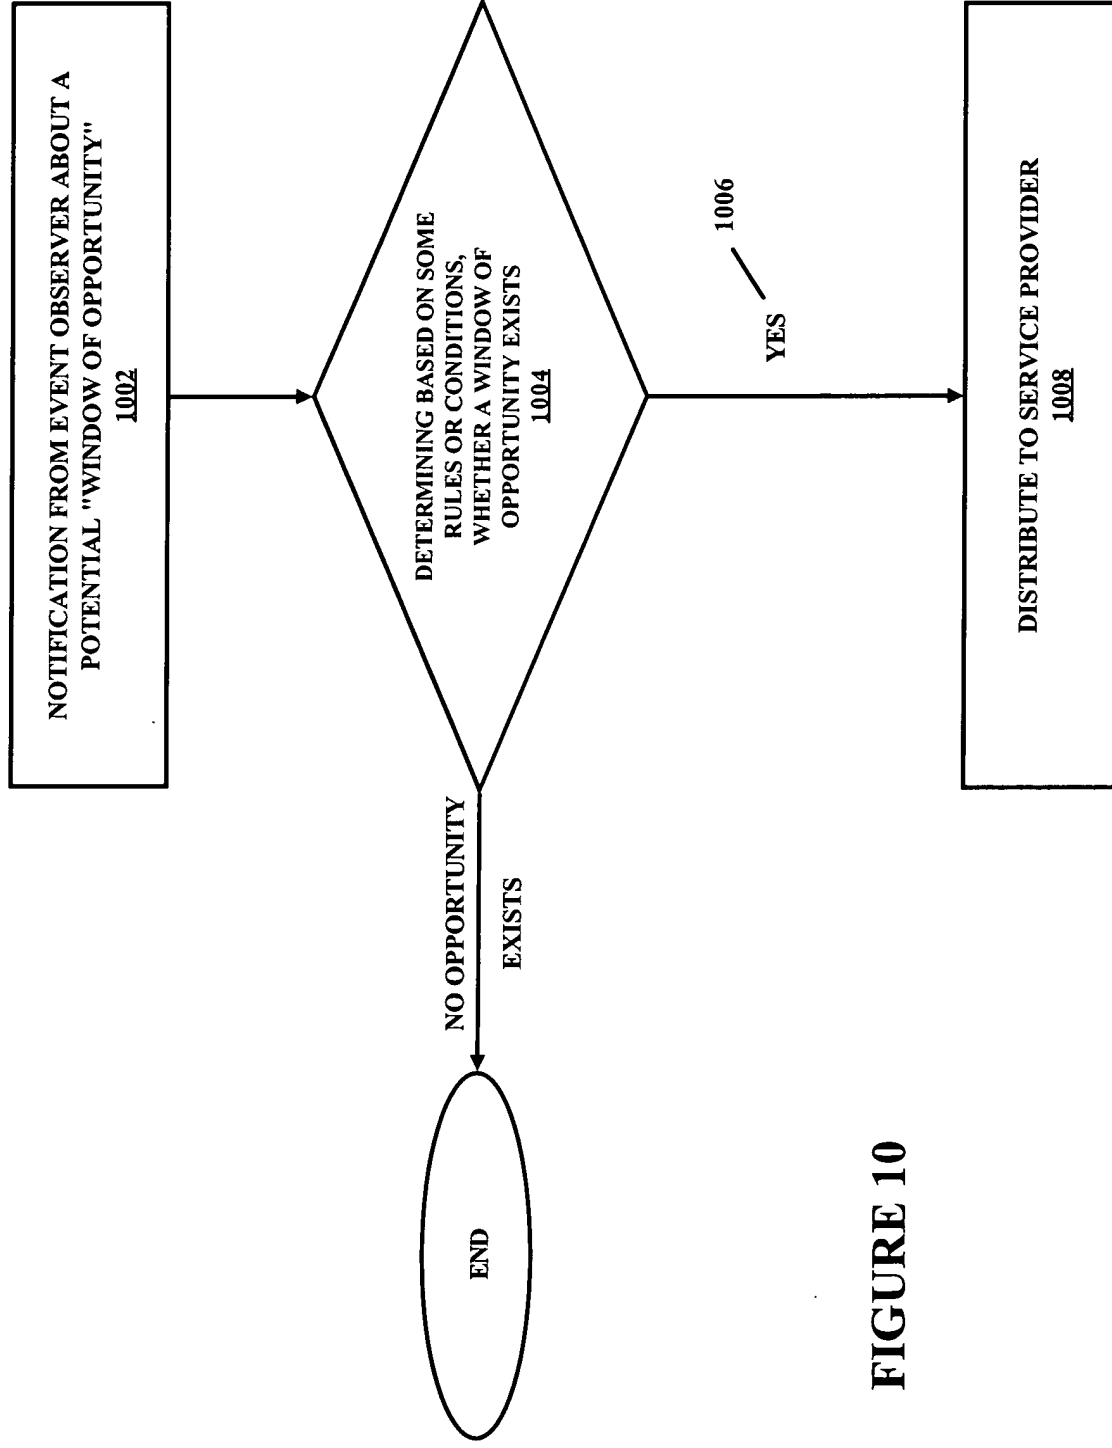 NOTIFICATION FROM EVENT OBSERVER ABOUT A
POTENTIAL "WINDOW OF OPPORTUNITY"
1002
DETERMINING BASED ON SOME
RULES OR CONDITIONS,
WHETHER A WINDOW OF
OPPORTUNITY EXISTS
1004
NO OPPORTUNITY
EXISTS
END
YES
1006
DISTRIBUTE TO SERVICE PROVIDER
1008
FIGURE 10